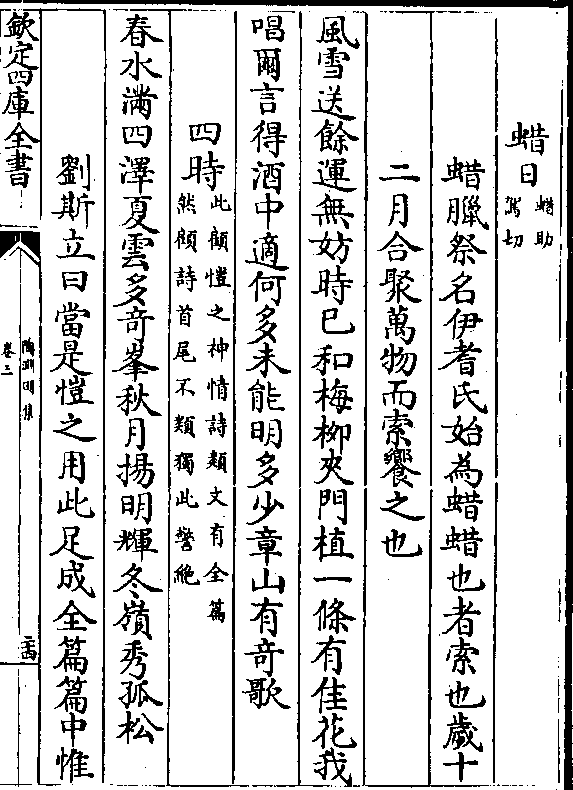 蜡日蜡助駕切
蜡臘祭名伊耆氏始為蜡蜡也者索也歲十
二月合聚萬物而索饗之也
風雪送餘運無妨時已和梅栁夾門植一條有佳花我
唱爾言得酒中適何多未能明多少章山有竒歌
四時此顧愷之神情詩類文有全篇然顧詩首尾不類獨此警絶
春水滿四澤夏雲多竒峯秋月揚明輝冬嶺秀孤松
劉斯立曰當是愷之用此足成全篇篇中惟
欽定四庫全書
陶淵明集
卷三